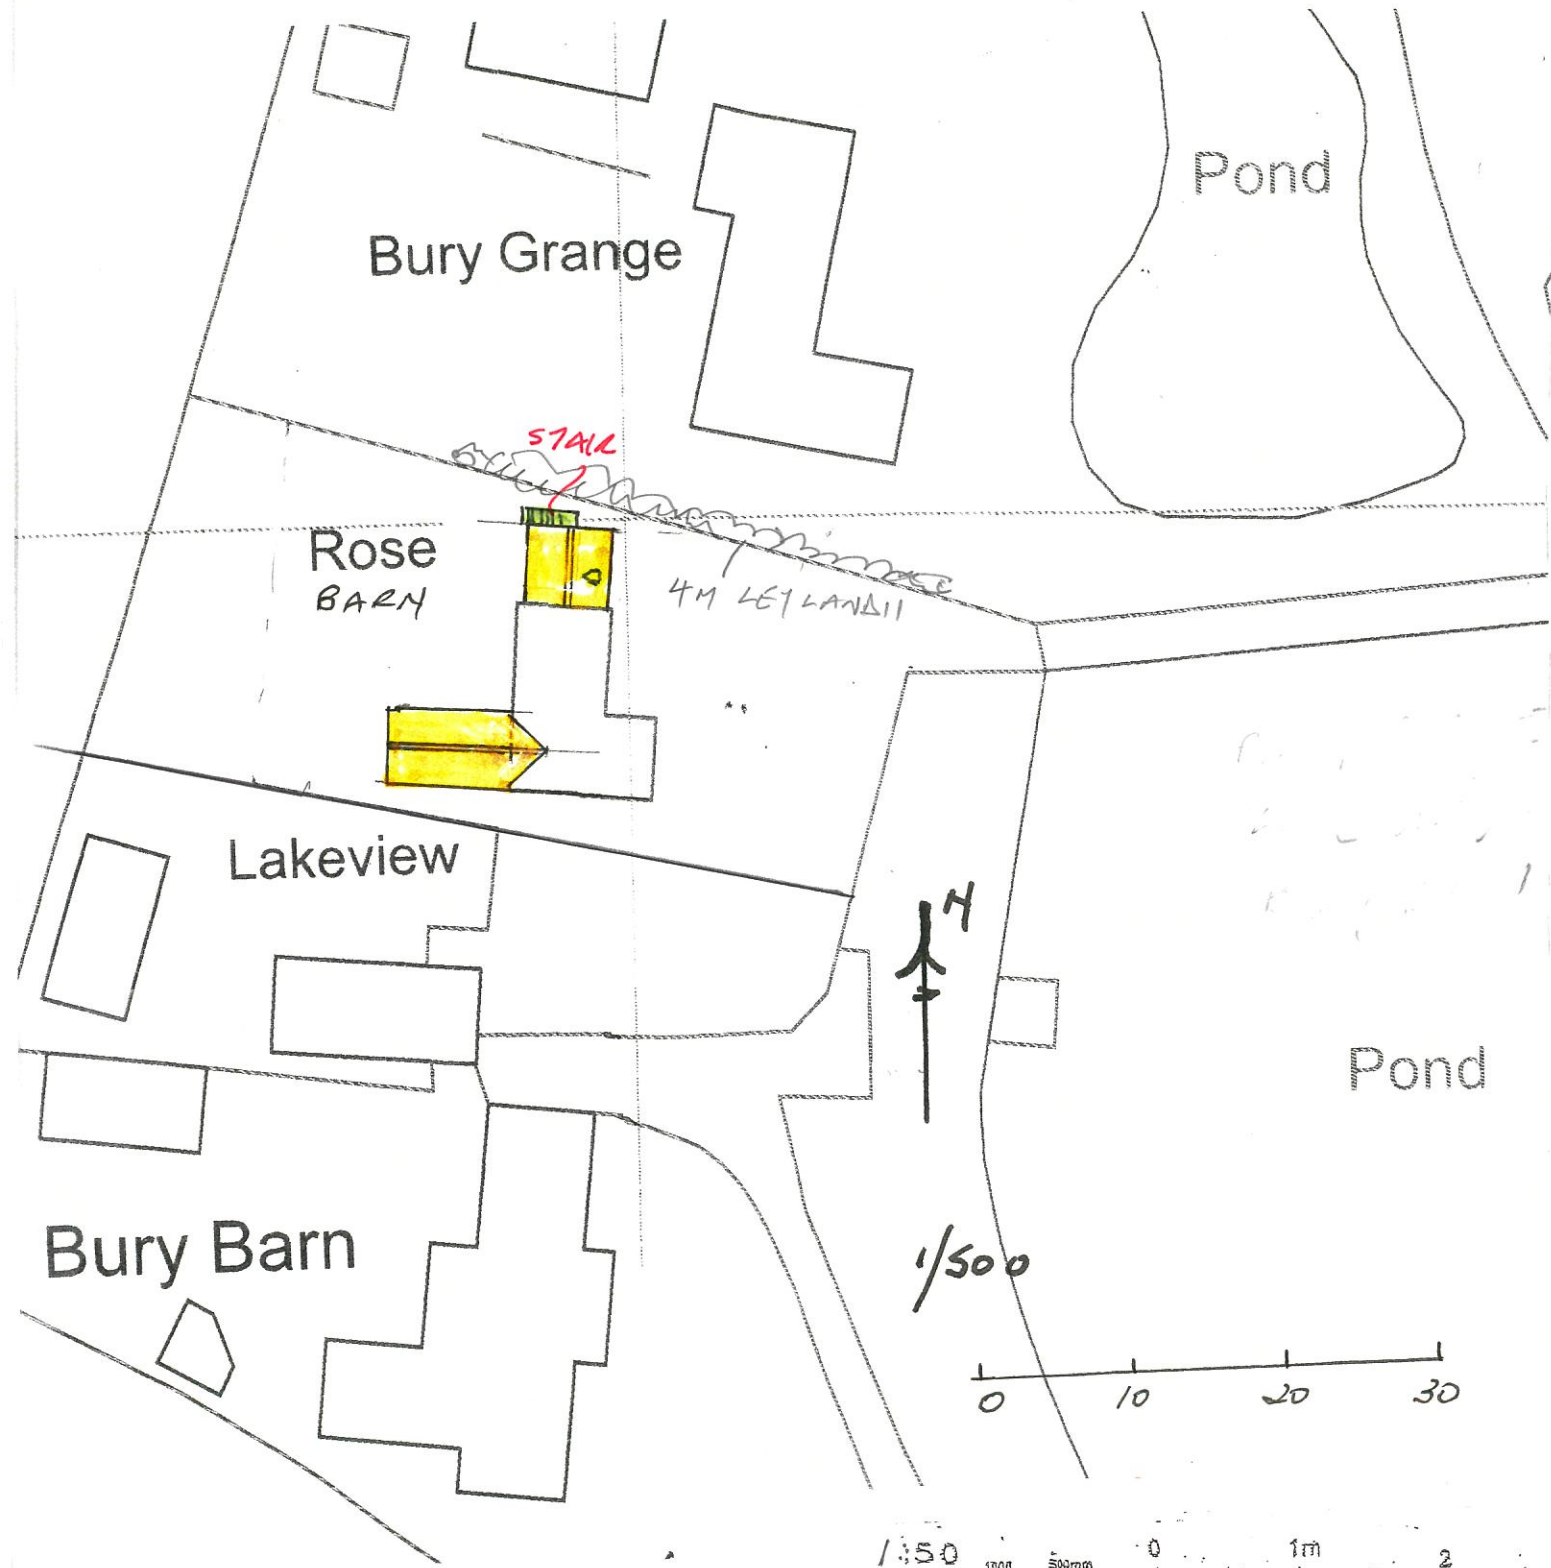 Pond
Bury Grange
STAIR
Rose
BARN
4M LEYLANDII
Lakeview
N
Pond
Bury Barn
1/500
0 10 20 30
1:50 500mm 0 1m 2